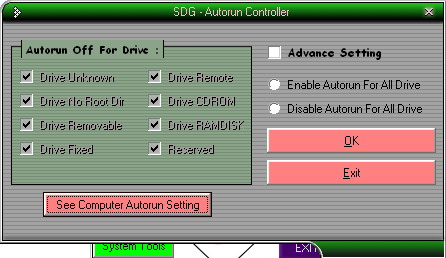 SDG - Autorun Controller
Autorun Off For Drive :
Drive Unknown
Drive Remote
Drive No Root Dir
Drive CDROM
Drive Removable
Drive RAMDISK
Drive Fixed
Reserved
Advance Setting
Enable Autorun For All Drive
Disable Autorun For All Drive
OK
Exit
See Computer Autorun Setting
System Tools
EXIT